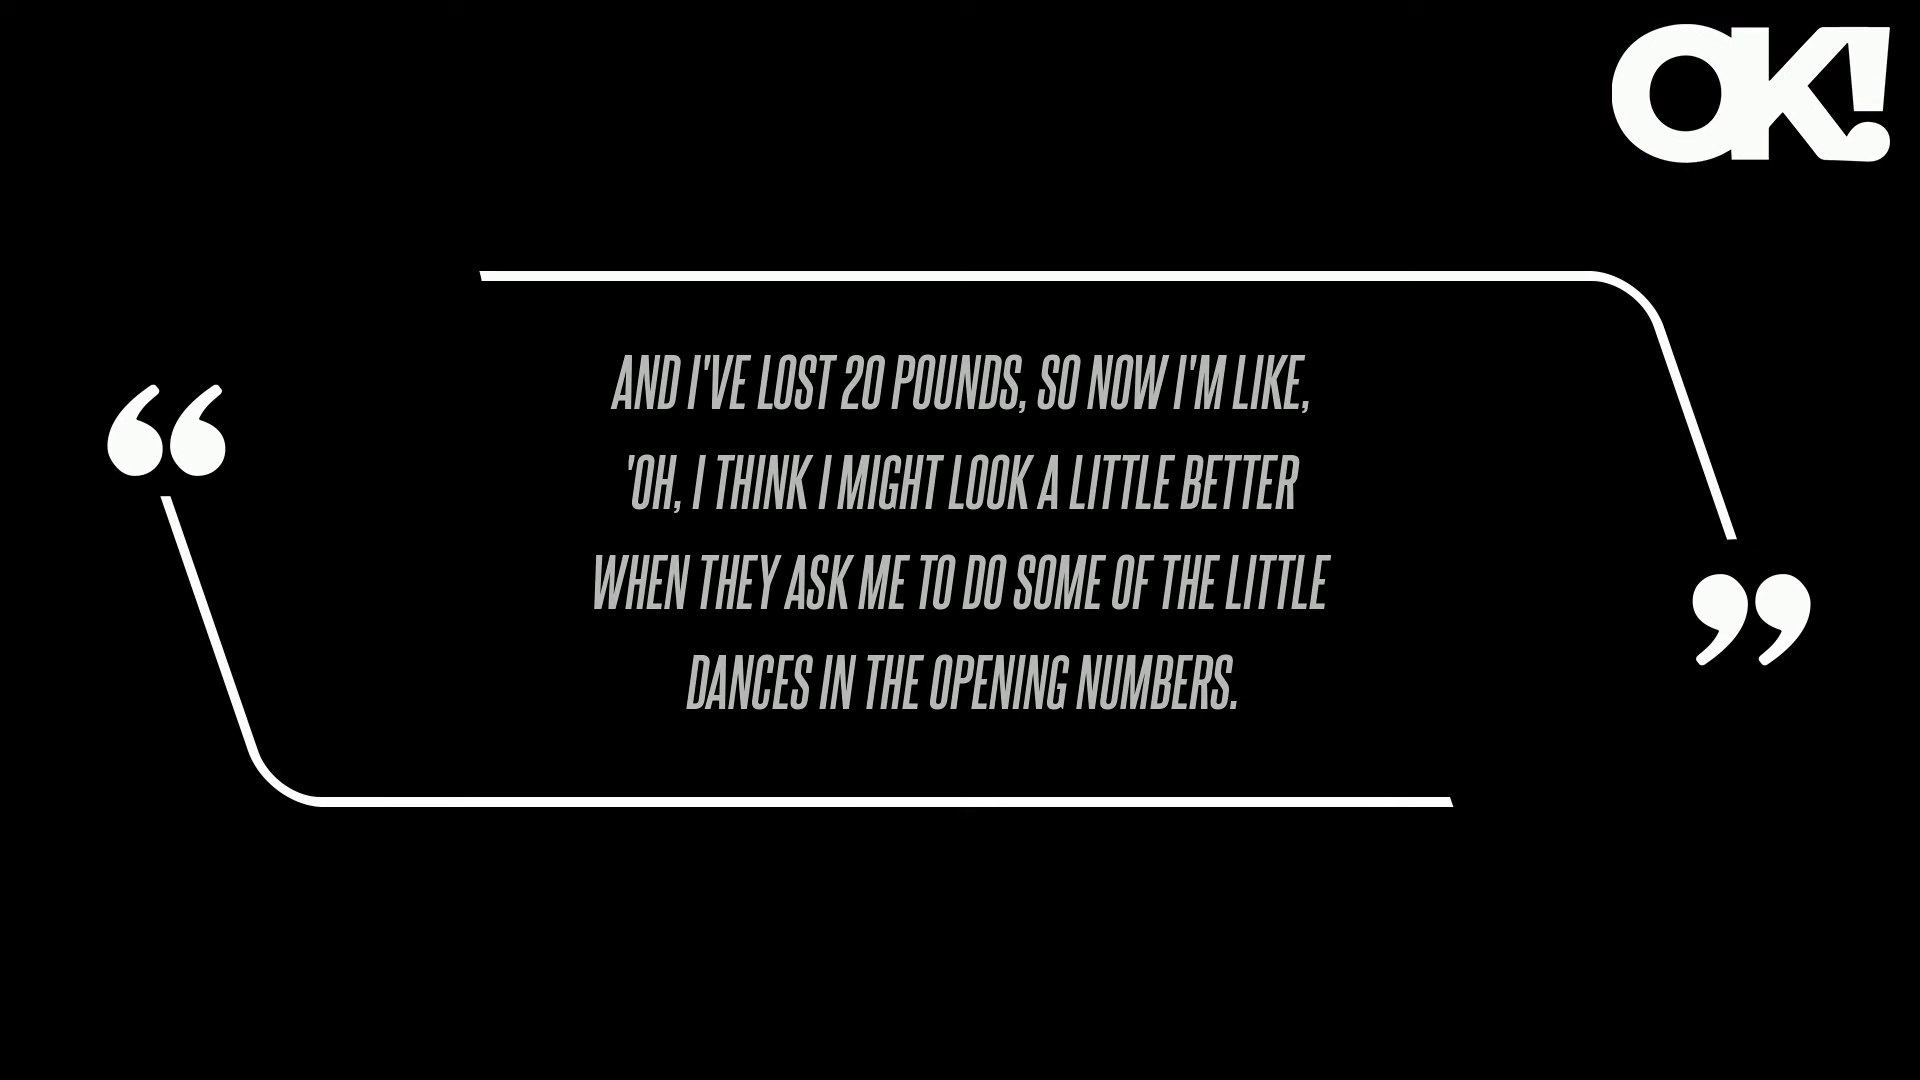 OK!
“
AND I'VE LOST 20 POUNDS, SO NOW I'M LIKE,
'OH, I THINK I MIGHT LOOK A LITTLE BETTER
WHEN THEY ASK ME TO DO SOME OF THE LITTLE
DANCES IN THE OPENING NUMBERS.
”